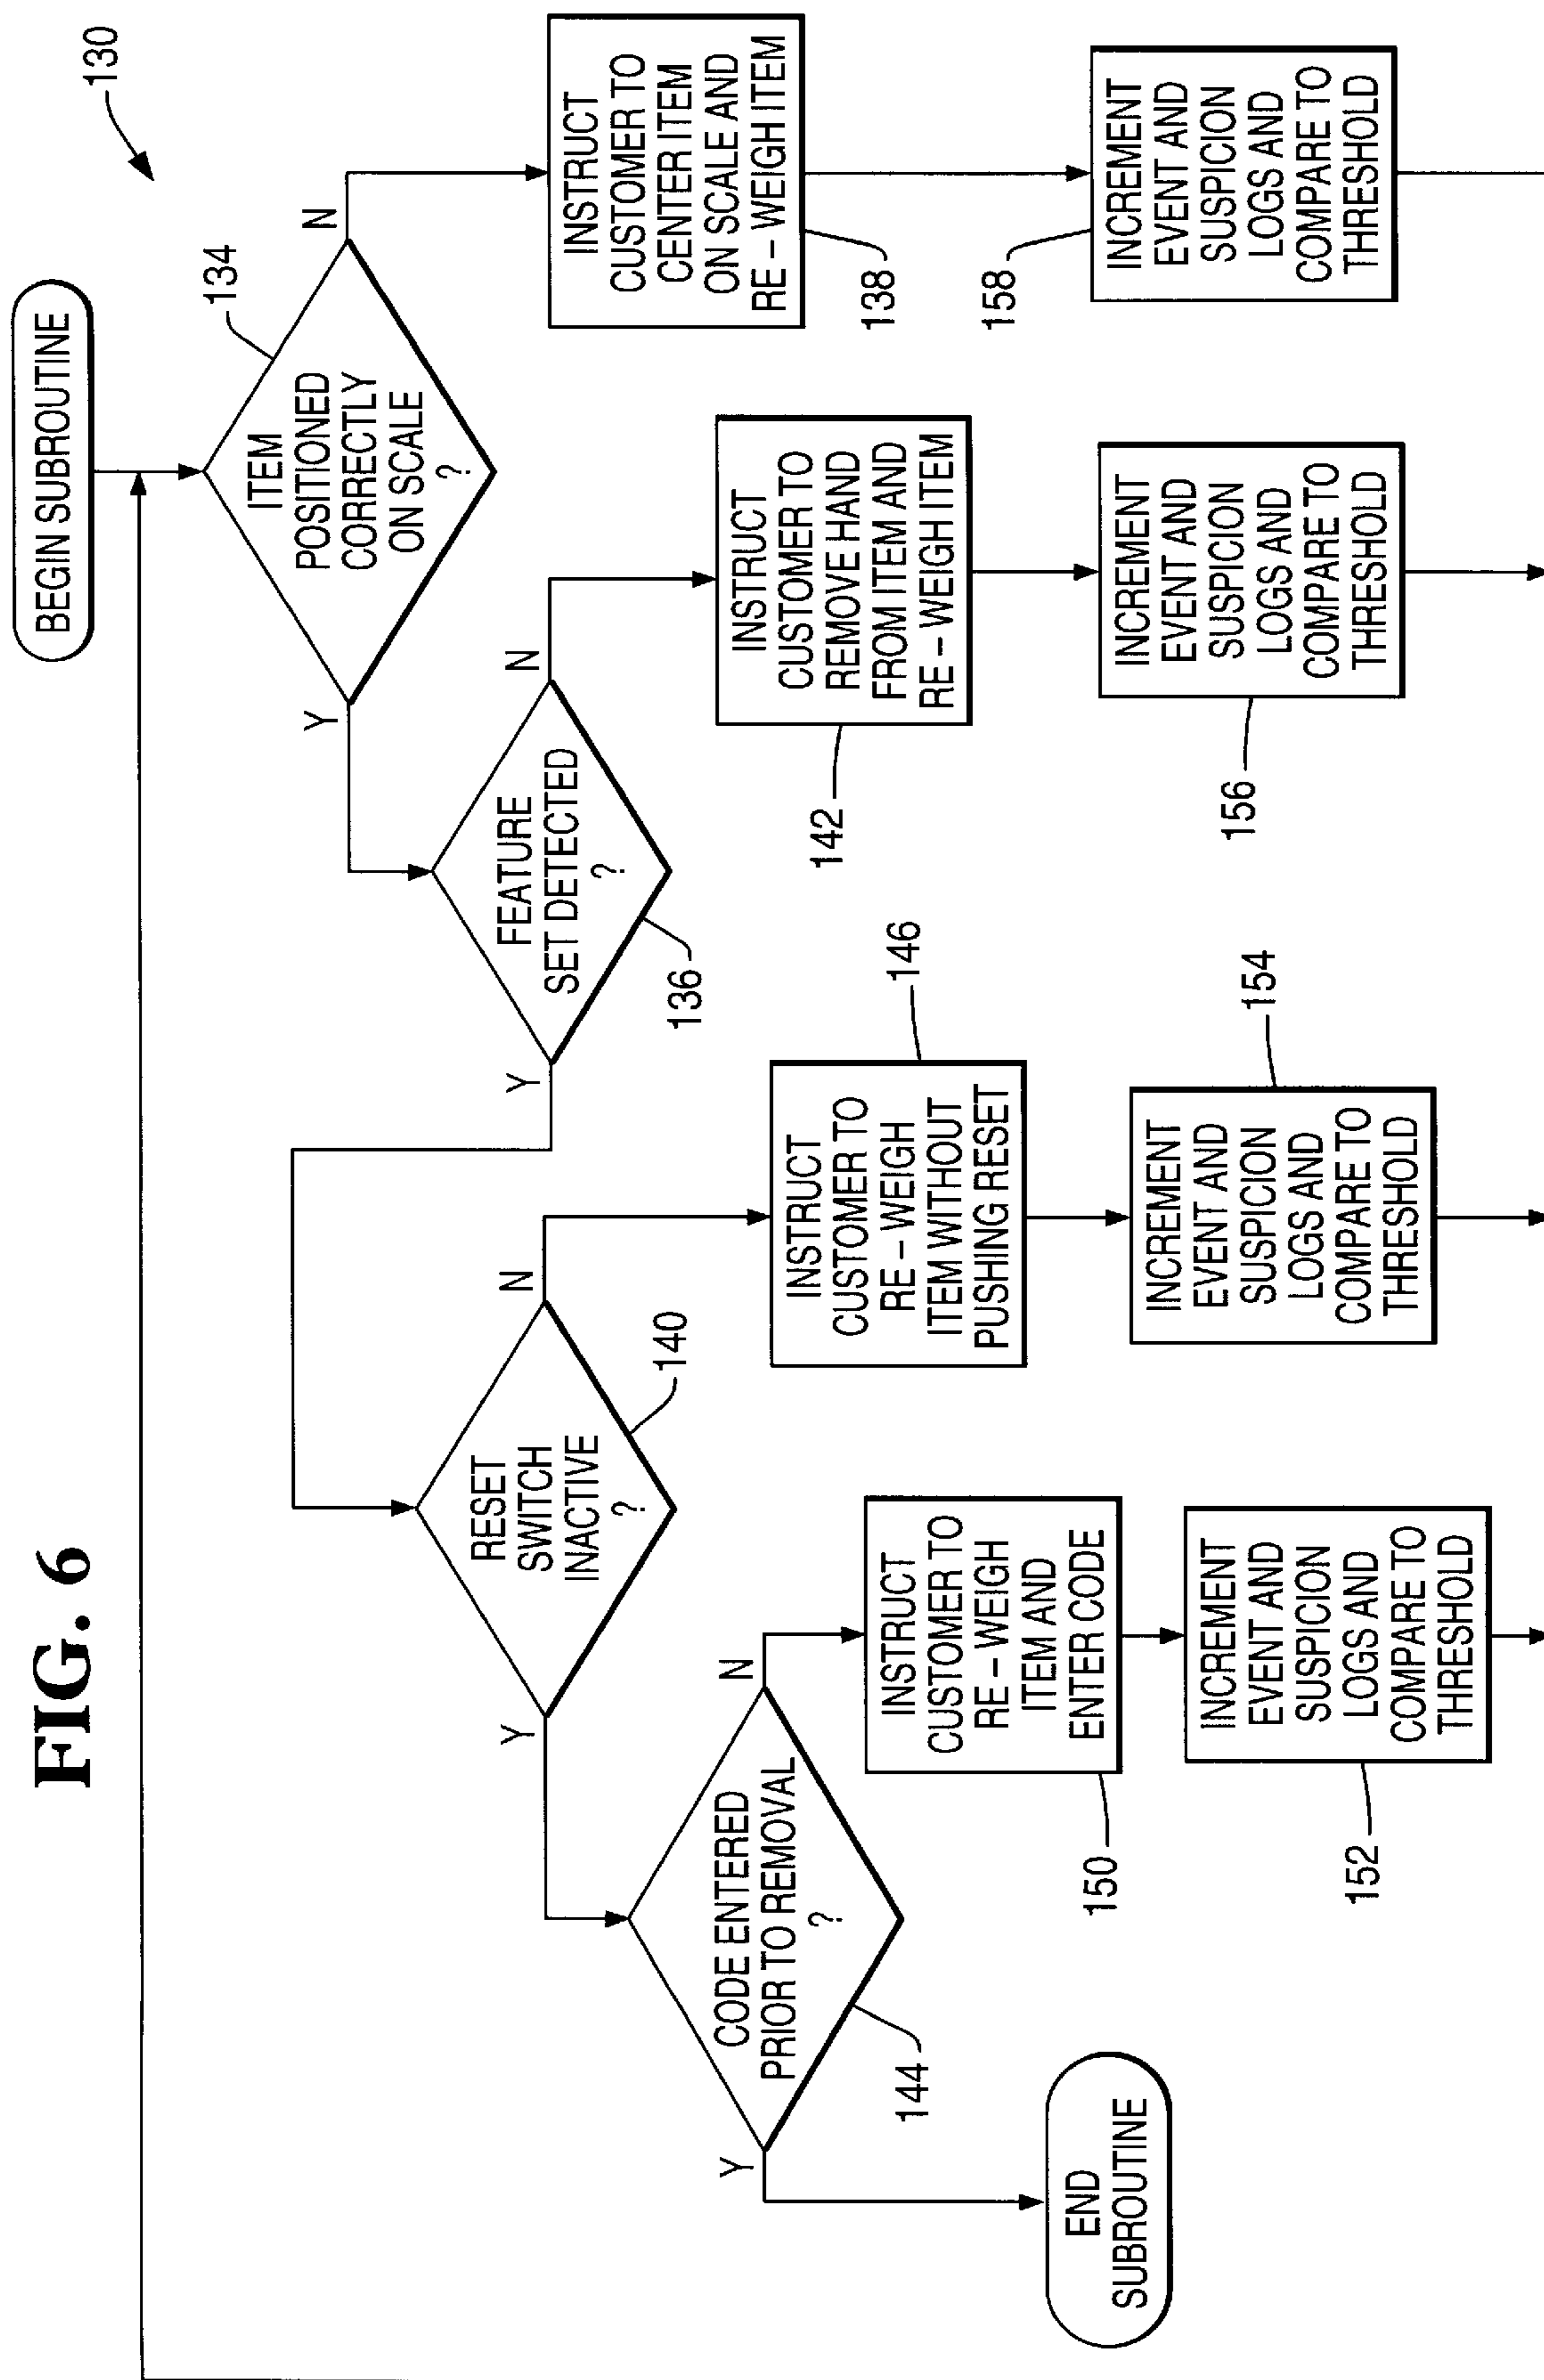 FIG. 6
130
BEGIN SUBROUTINE
134
ITEM
POSITIONED
CORRECTLY
ON SCALE
?
Y
N
FEATURE
SET DETECTED
?
136
Y
N
INSTRUCT
CUSTOMER TO
CENTER ITEM
ON SCALE AND
RE – WEIGH ITEM
138
RESET
SWITCH
INACTIVE
?
140
Y
N
INSTRUCT
CUSTOMER TO
REMOVE HAND
FROM ITEM AND
RE – WEIGH ITEM
142
CODE ENTERED
PRIOR TO REMOVAL
?
144
Y
N
INSTRUCT
CUSTOMER TO
RE – WEIGH
ITEM WITHOUT
PUSHING RESET
146
INSTRUCT
CUSTOMER TO
RE – WEIGH
ITEM AND
ENTER CODE
150
END
SUBROUTINE
INCREMENT
EVENT AND
SUSPICION
LOGS AND
COMPARE TO
THRESHOLD
152
INCREMENT
EVENT AND
SUSPICION
LOGS AND
COMPARE TO
THRESHOLD
154
INCREMENT
EVENT AND
SUSPICION
LOGS AND
COMPARE TO
THRESHOLD
156
INCREMENT
EVENT AND
SUSPICION
LOGS AND
COMPARE TO
THRESHOLD
158